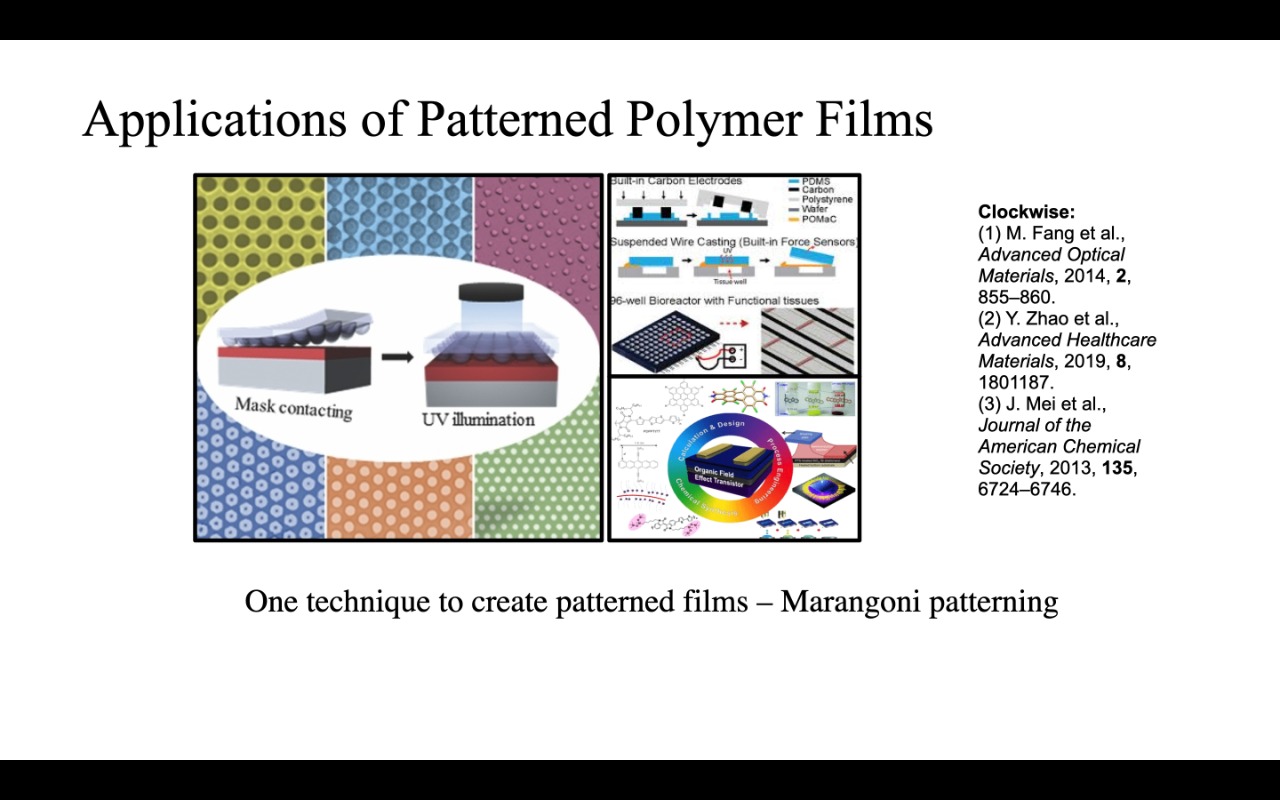 Applications of Patterned Polymer Films
Mask contacting
UV illumination
Built-in Carbon Electrodes
PDMS
Carbon
Polystyrene
Wafer
POMaC
Suspended Wire Casting (Built-in Force Sensors)
UV
Tissue well
96-well Bioreactor with Functional tissues
Calculation & Design
Process Engineering
Chemical
Organic Field
Effect Transistor
Clockwise:
(1) M. Fang et al.,
Advanced Optical
Materials, 2014, 2,
855–860.
(2) Y. Zhao et al.,
Advanced Healthcare
Materials, 2019, 8,
1801187.
(3) J. Mei et al.,
Journal of the
American Chemical
Society, 2013, 135,
6724–6746.
One technique to create patterned films – Marangoni patterning